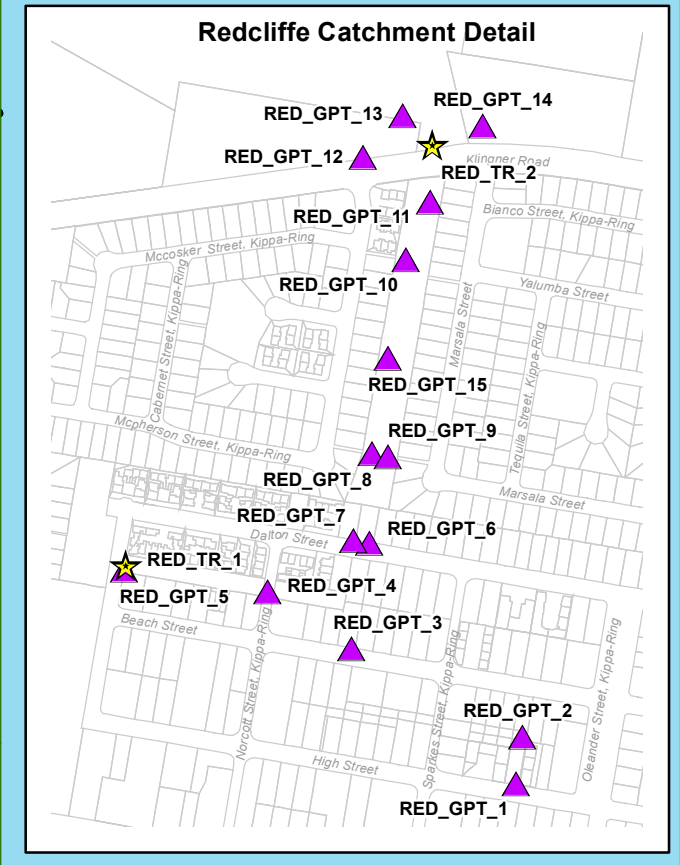 Redcliffe Catchment Detail
RED_GPT_14
RED_GPT_13
RED_GPT_12
Klingner Road
RED_TR_2
RED_GPT_11
Bianco Street, Kippa-Ring
Mccosker Street, Kippa-Ring
RED_GPT_10
Yalumba Street
Cabernet Street, Kippa-Ring
Marsala Street
Tequila Street, Kippa-Ring
RED_GPT_15
Mcpherson Street, Kippa-Ring
RED_GPT_9
RED_GPT_8
Marsala Street
RED_GPT_7
RED_GPT_6
Dalton Street
RED_TR_1
RED_GPT_5
RED_GPT_4
Beach Street
RED_GPT_3
Norcott Street, Kippa-Ring
Sparkes Street, Kippa-Ring
Oleander Street, Kippa-Ring
RED_GPT_2
High Street
RED_GPT_1